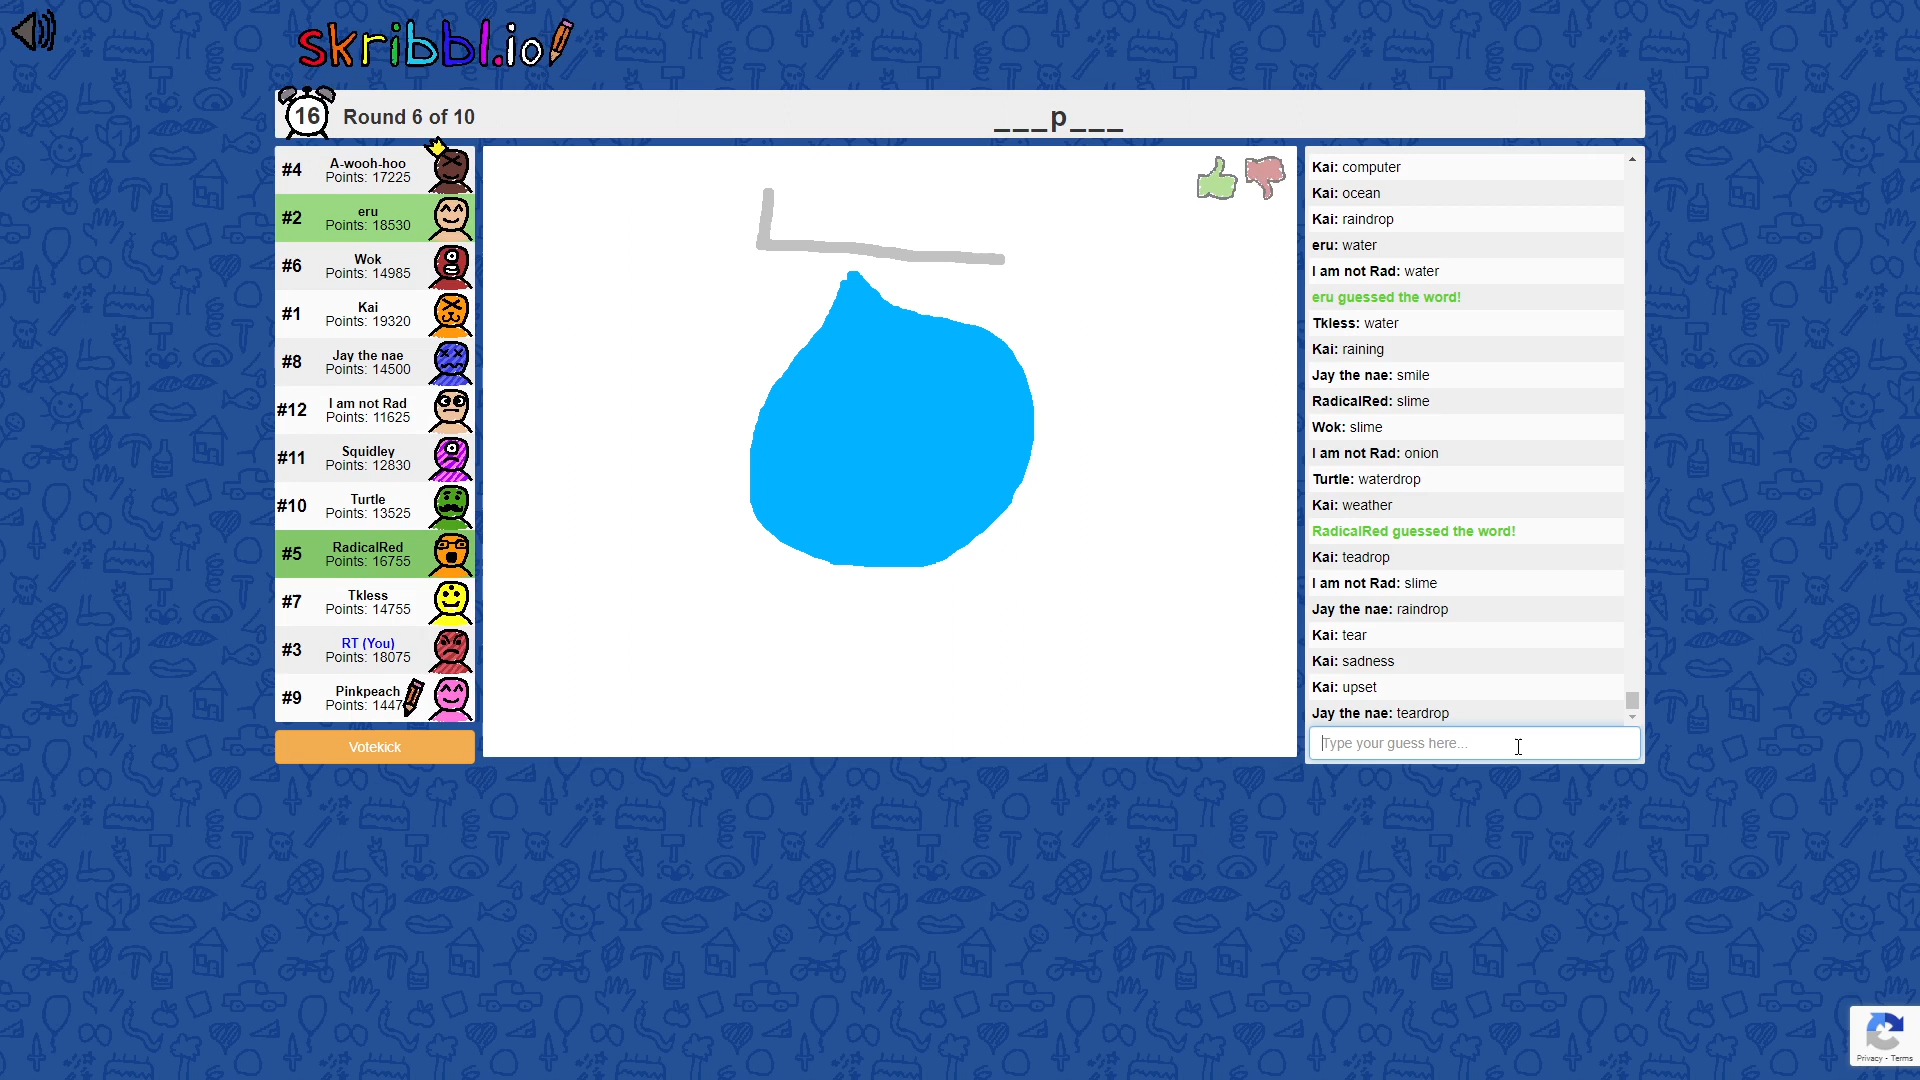 skribbl.io
16
Round 6 of 10
___p___
#4
A-wooh-hoo
Points: 17225
#2
eru
Points: 18530
#6
Wok
Points: 14985
#1
Kai
Points: 19320
#8
Jay the nae
Points: 14500
#12
I am not Rad
Points: 11625
#11
Squidley
Points: 12830
#10
Turtle
Points: 13525
#5
RadicalRed
Points: 16755
#7
Tkless
Points: 14755
#3
RT (You)
Points: 18075
#9
Pinkpeach
Points: 1447
Votekick
Kai: computer
Kai: ocean
Kai: raindrop
eru: water
I am not Rad: water
eru guessed the word!
Tkless: water
Kai: raining
Jay the nae: smile
RadicalRed: slime
Wok: slime
I am not Rad: onion
Turtle: waterdrop
Kai: weather
RadicalRed guessed the word!
Kai: teadrop
I am not Rad: slime
Jay the nae: raindrop
Kai: tear
Kai: sadness
Kai: upset
Jay the nae: teardrop
Type your guess here...
Privacy - Terms